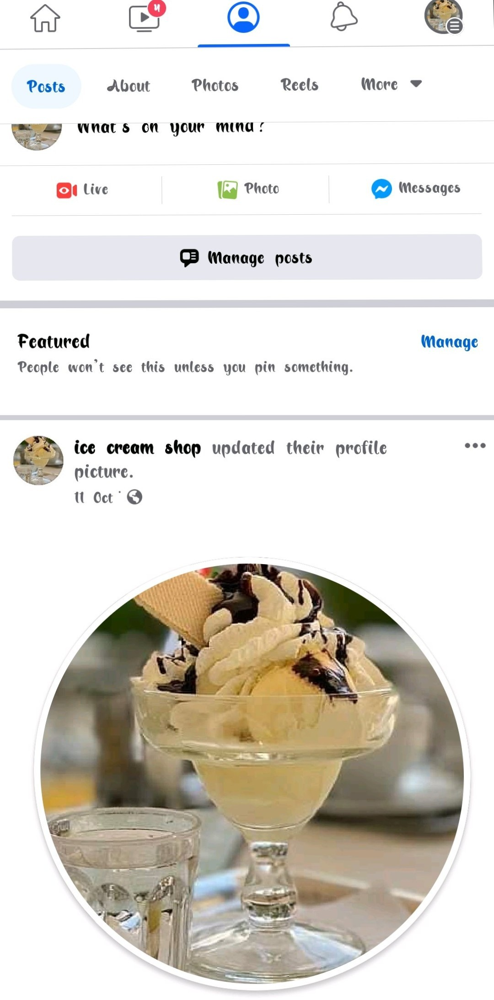 4
Posts About Photos Reels More
What's on your mind?
Live Photo Messages
Manage posts
Featured Manage
People won't see this unless you pin something.
ice cream shop updated their profile
picture.
11 Oct ·